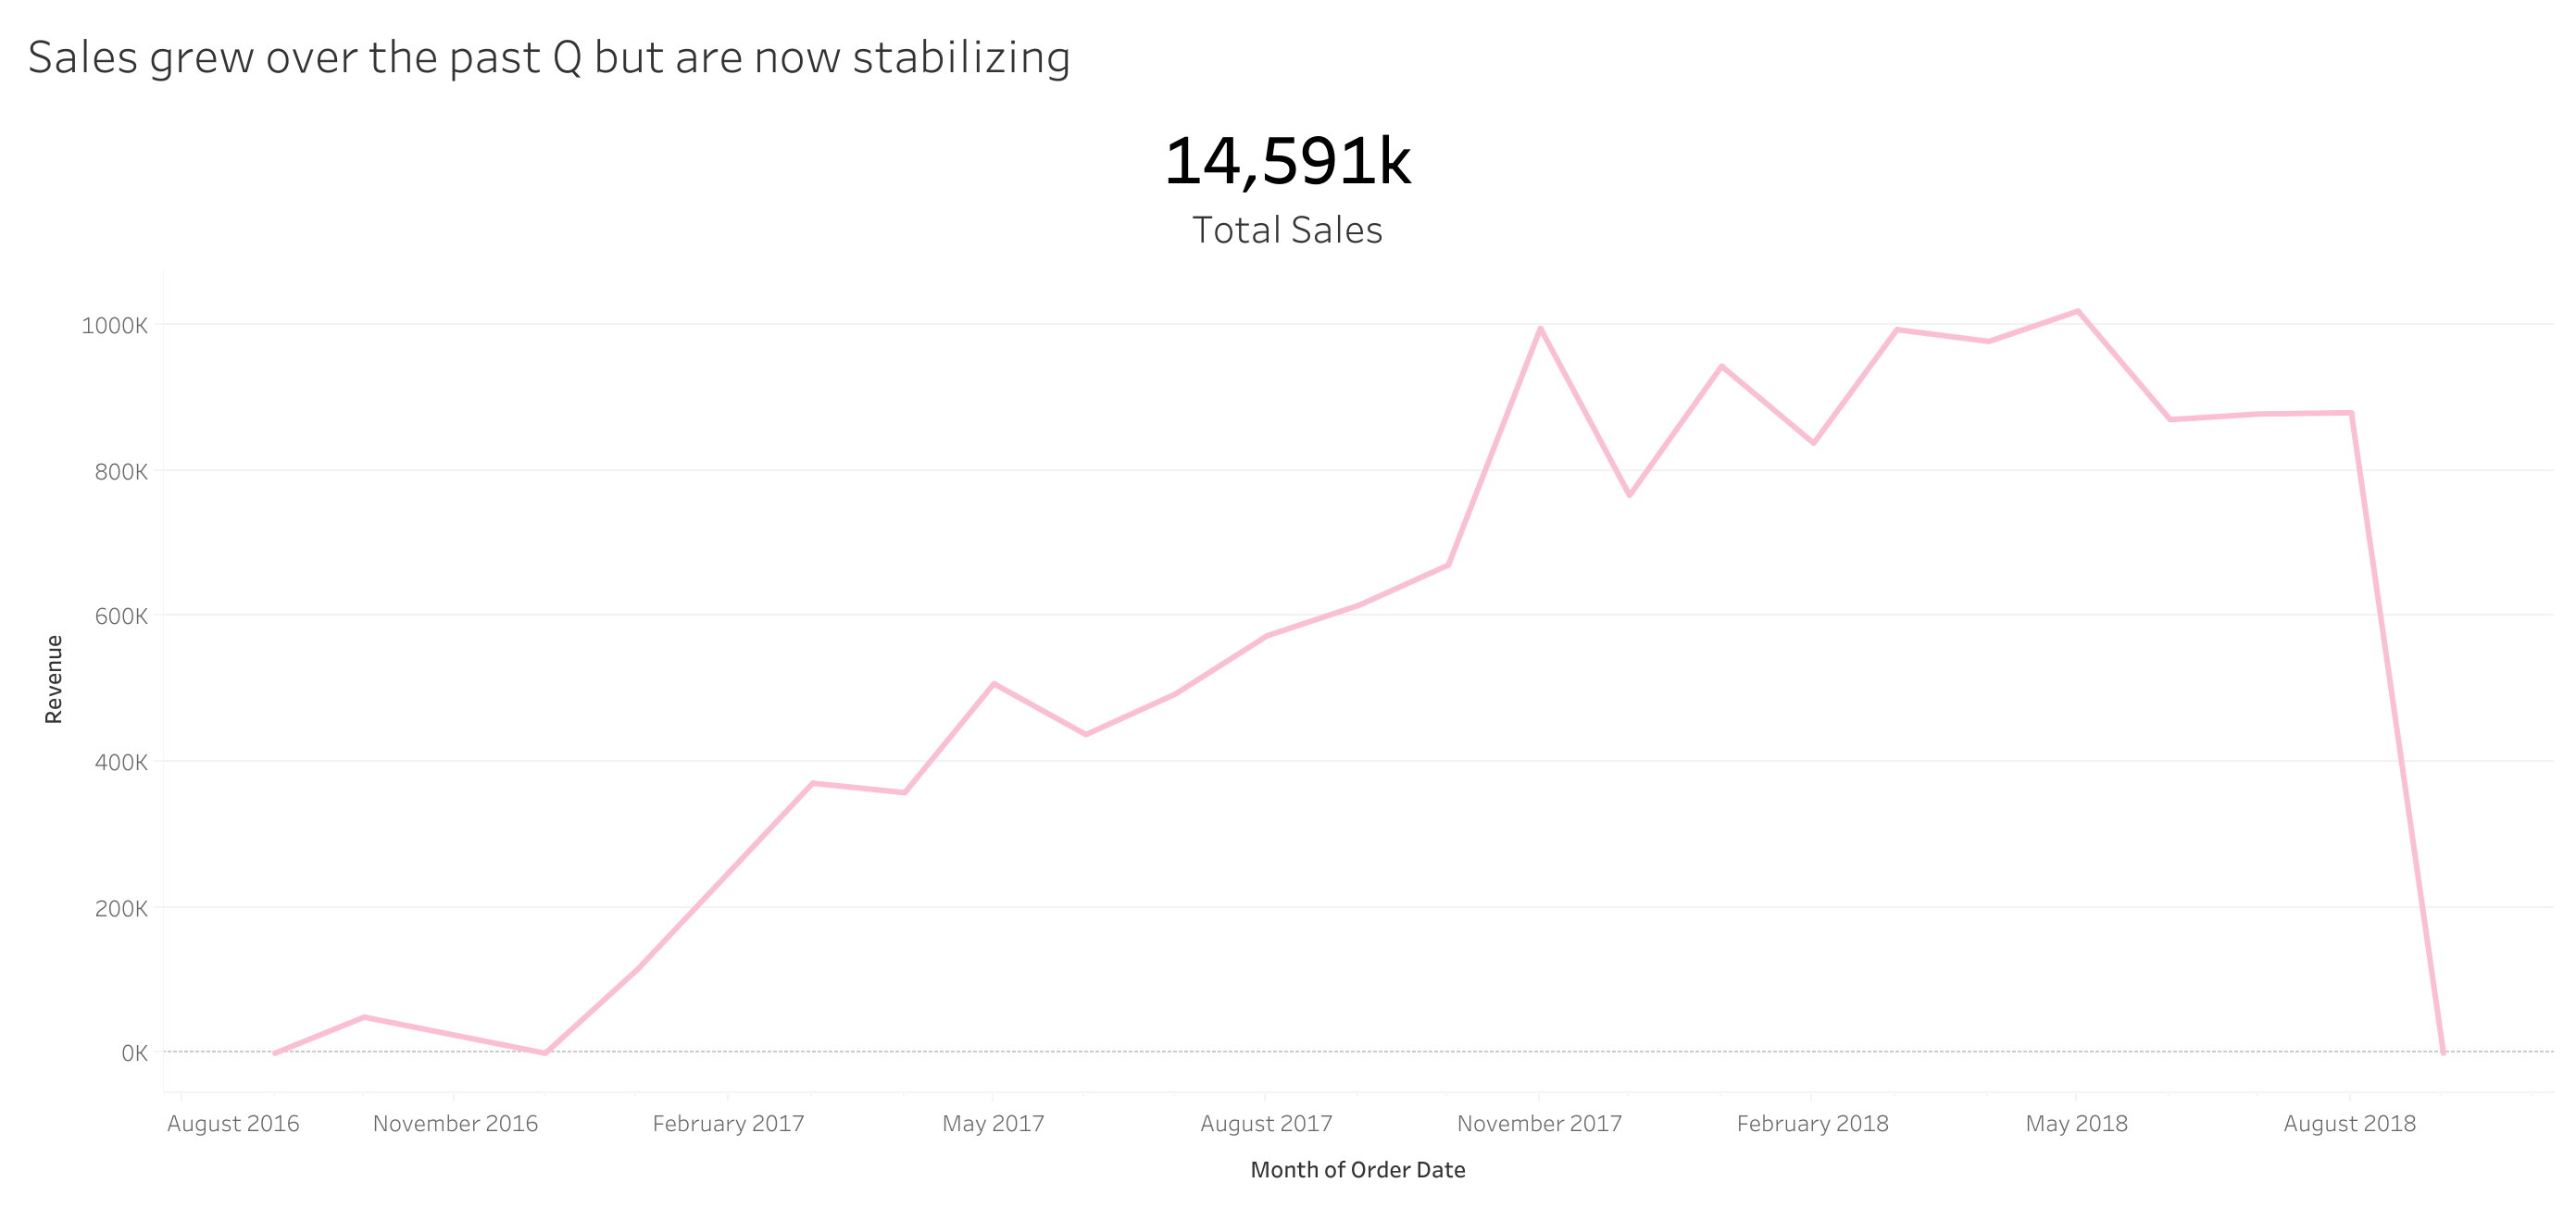 Sales grew over the past Q but are now stabilizing
14,591k
Total Sales
1000K
800K
600K
400K
200K
0K
Revenue
August 2016
November 2016
February 2017
May 2017
August 2017
November 2017
February 2018
May 2018
August 2018
Month of Order Date